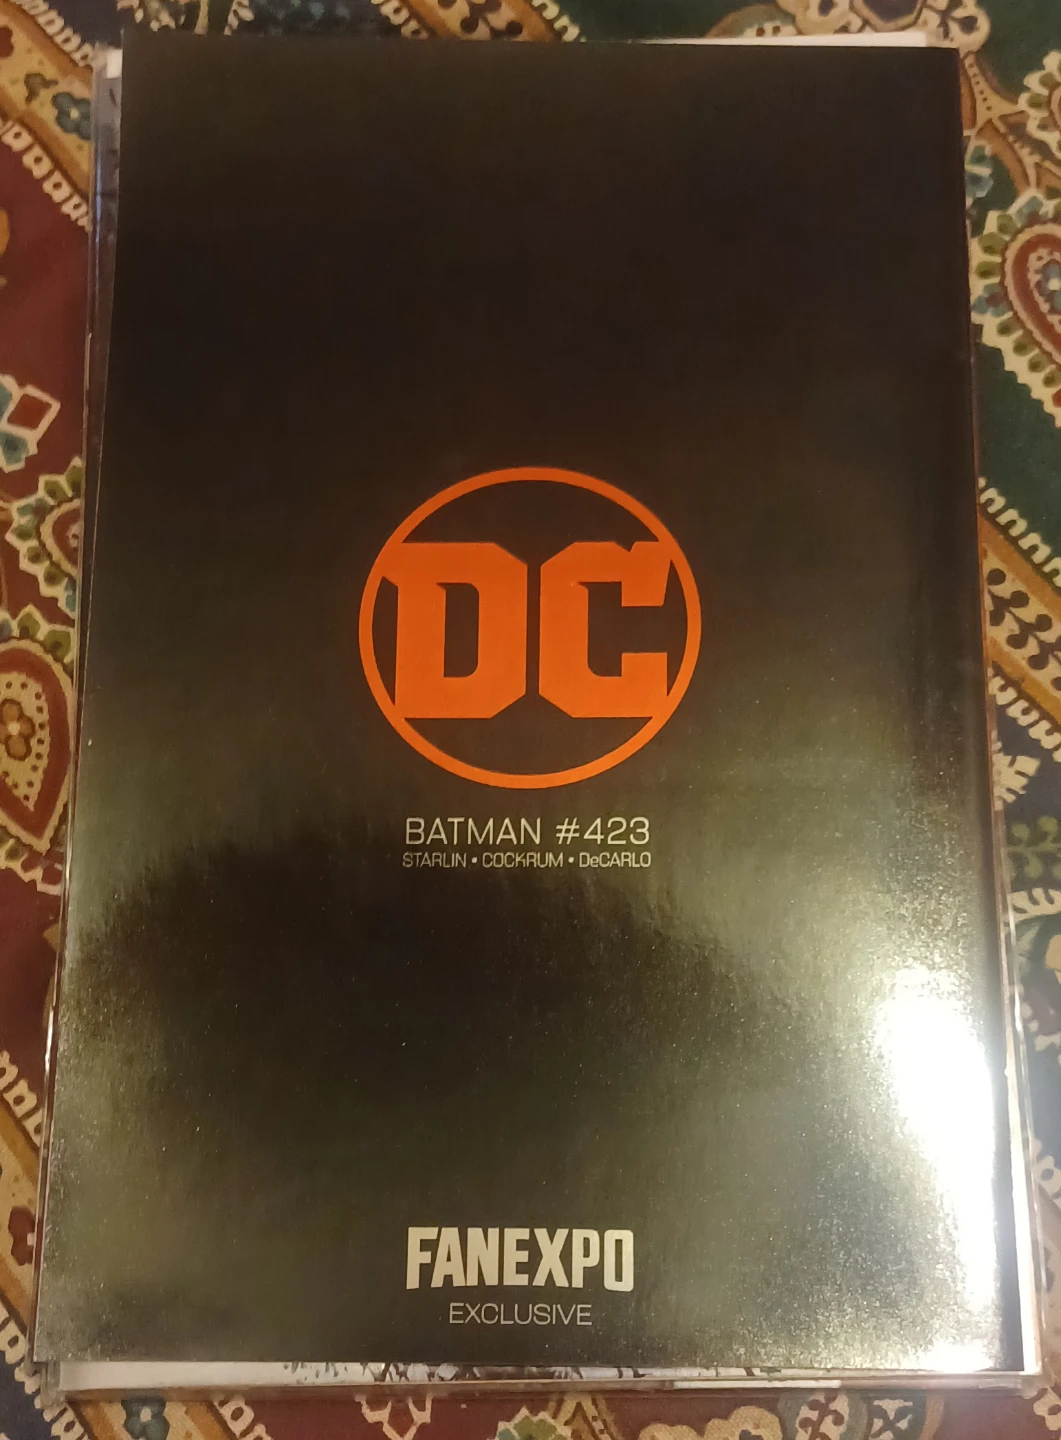 DC
BATMAN #423
STARLIN • COCKRUM • DeCARLO
FANEXPO
EXCLUSIVE